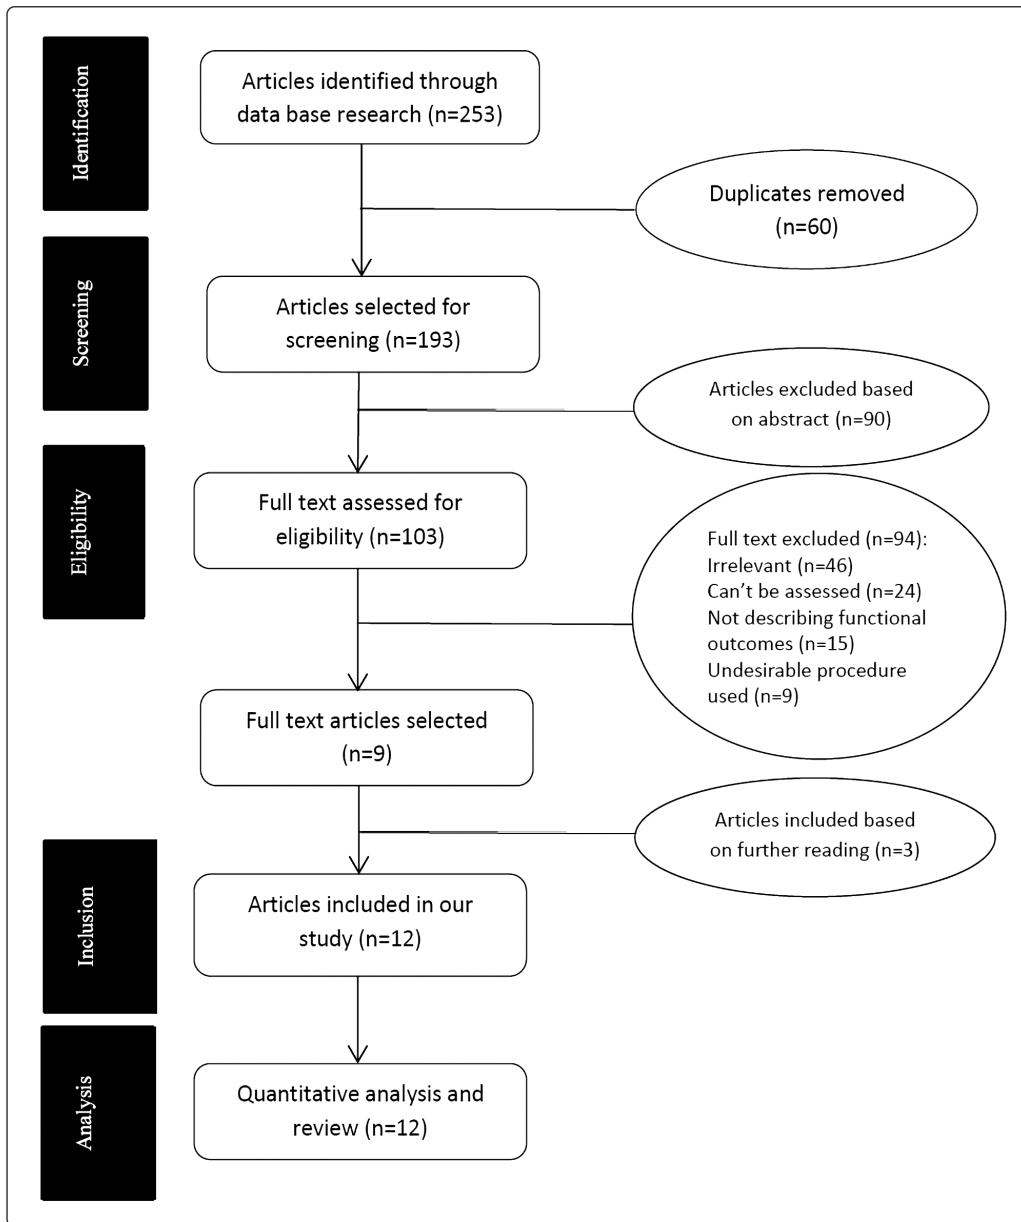 Identification
Articles identified through
data base research (n=253)
Duplicates removed
(n=60)
Screening
Articles selected for
screening (n=193)
Articles excluded based
on abstract (n=90)
Eligibility
Full text assessed for
eligibility (n=103)
Full text excluded (n=94):
Irrelevant (n=46)
Can’t be assessed (n=24)
Not describing functional
outcomes (n=15)
Undesirable procedure
used (n=9)
Full text articles selected
(n=9)
Articles included based
on further reading (n=3)
Inclusion
Articles included in our
study (n=12)
Analysis
Quantitative analysis and
review (n=12)